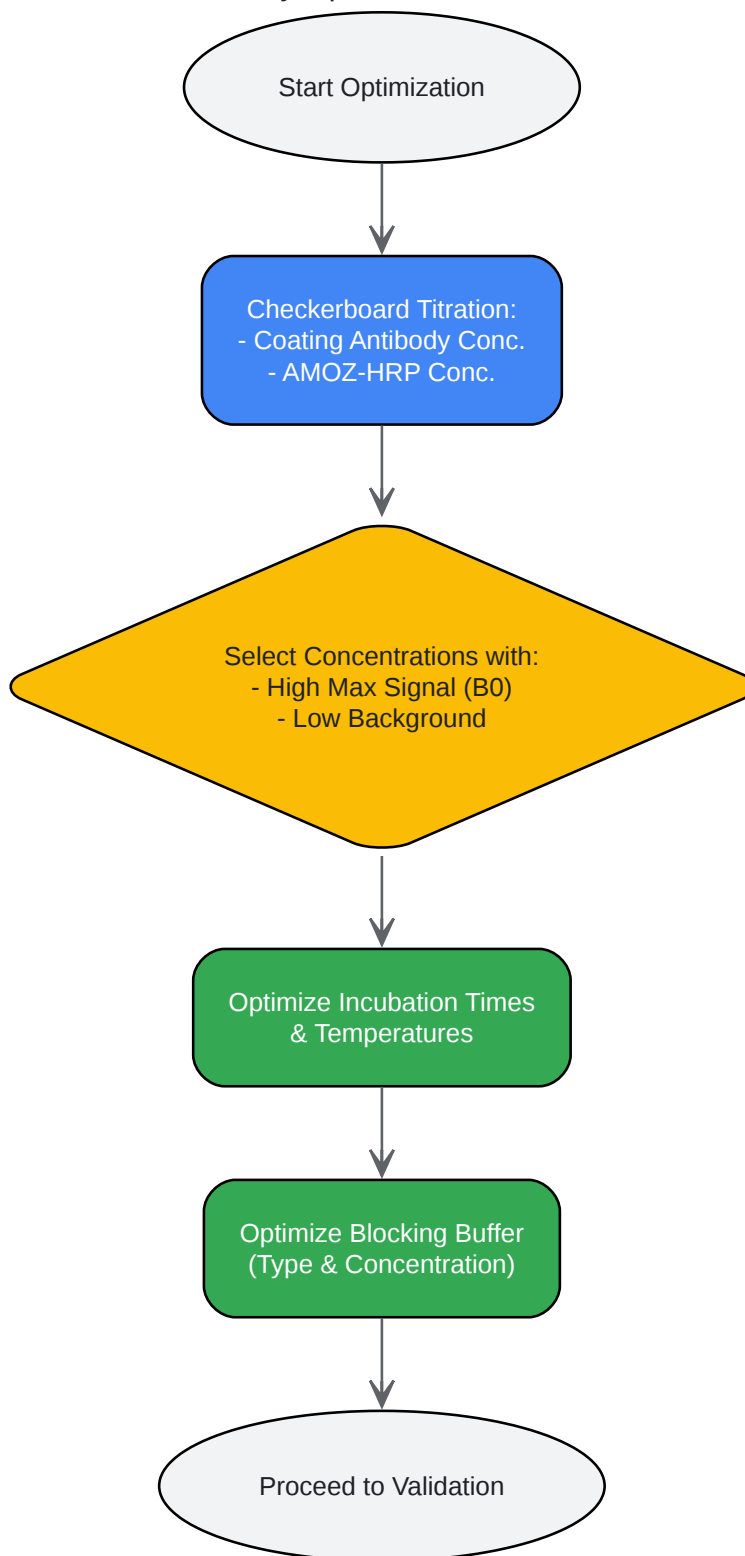 Start Optimization
Checkerboard Titration:
- Coating Antibody Conc.
- AMOZ-HRP Conc.
Select Concentrations with:
- High Max Signal (B0)
- Low Background
Optimize Incubation Times
& Temperatures
Optimize Blocking Buffer
(Type & Concentration)
Proceed to Validation